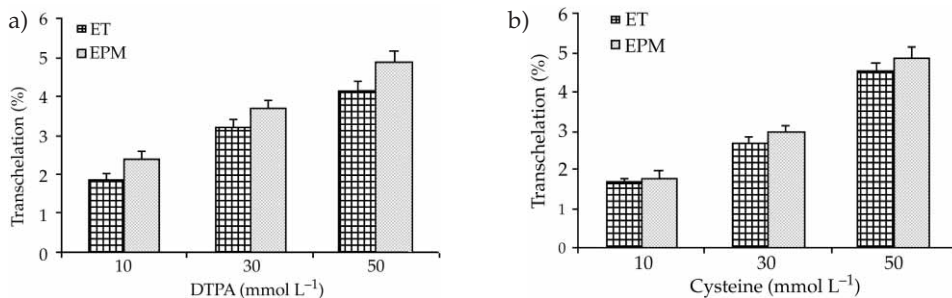 a)
ET
EPM
Transchelation (%)
6
5
4
3
2
1
0
10 30 50
DTPA (mmol L⁻¹)
b)
ET
EPM
Transchelation (%)
6
5
4
3
2
1
0
10 30 50
Cysteine (mmol L⁻¹)